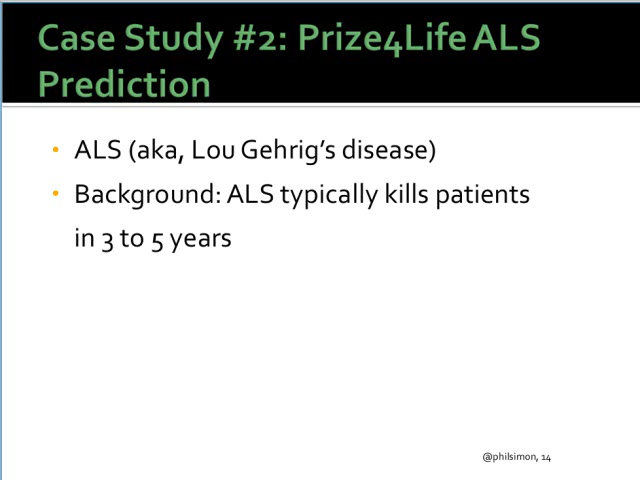 Case Study #2: Prize4Life ALS
Prediction
• ALS (aka, Lou Gehrig’s disease)
• Background: ALS typically kills patients
in 3 to 5 years
@philsimon, 14